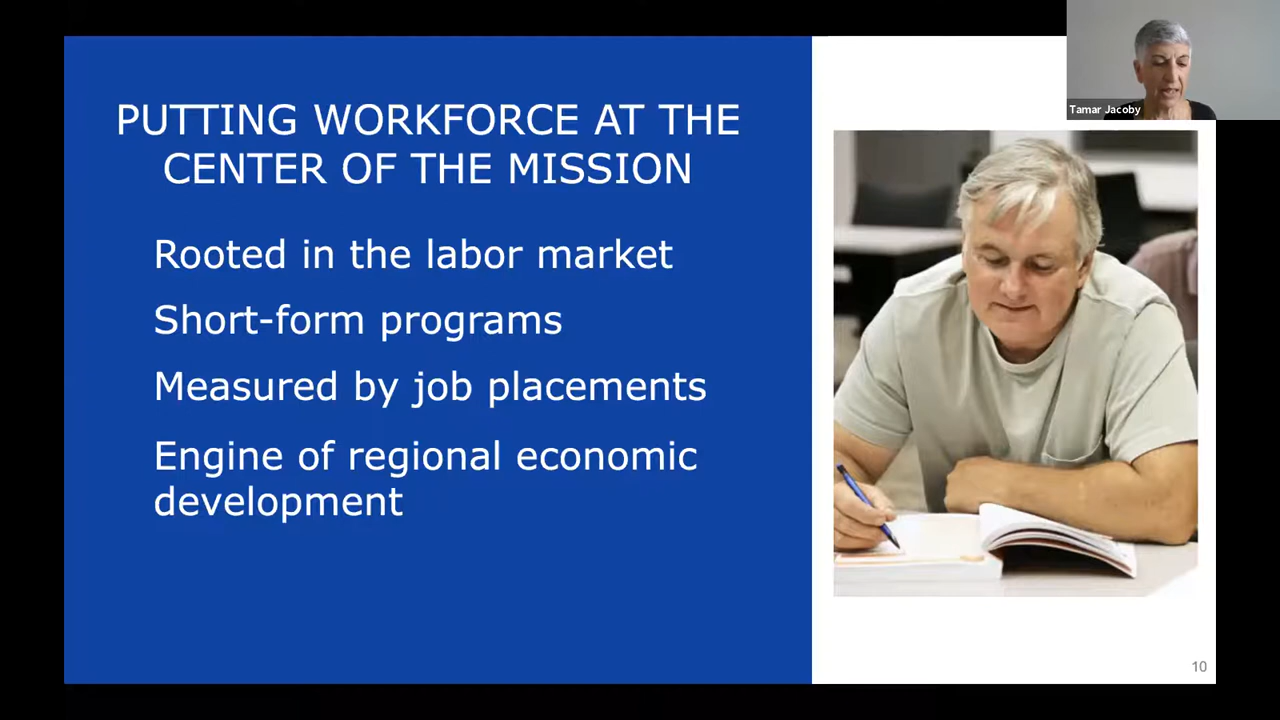 Tamar Jacoby
PUTTING WORKFORCE AT THE
CENTER OF THE MISSION
Rooted in the labor market
Short-form programs
Measured by job placements
Engine of regional economic
development
10